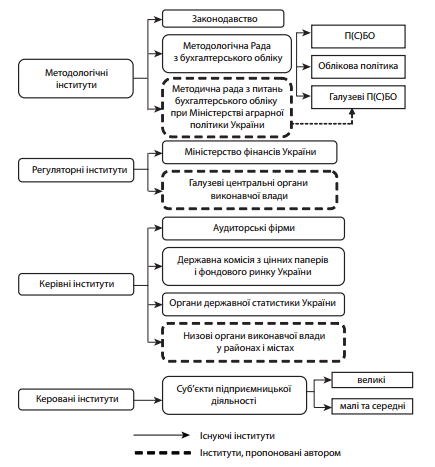 Методологічні
інститути
Законодавство
Методологічна Рада
з бухгалтерського обліку
Методична рада з питань
бухгалтерського обліку
при Міністерстві аграрної
політики України
П(С)БО
Облікова політика
Галузеві П(С)БО
Регуляторні інститути
Міністерство фінансів України
Галузеві центральні органи
виконавчої влади
Керівні інститути
Аудиторські фірми
Державна комісія з цінних паперів
і фондового ринку України
Органи державної статистики України
Низові органи виконавчої влади
у районах і містах
Керовані інститути
Суб'єкти підприємницької
діяльності
великі
малі та середні
Існуючі інститути
Інститути, пропоновані автором